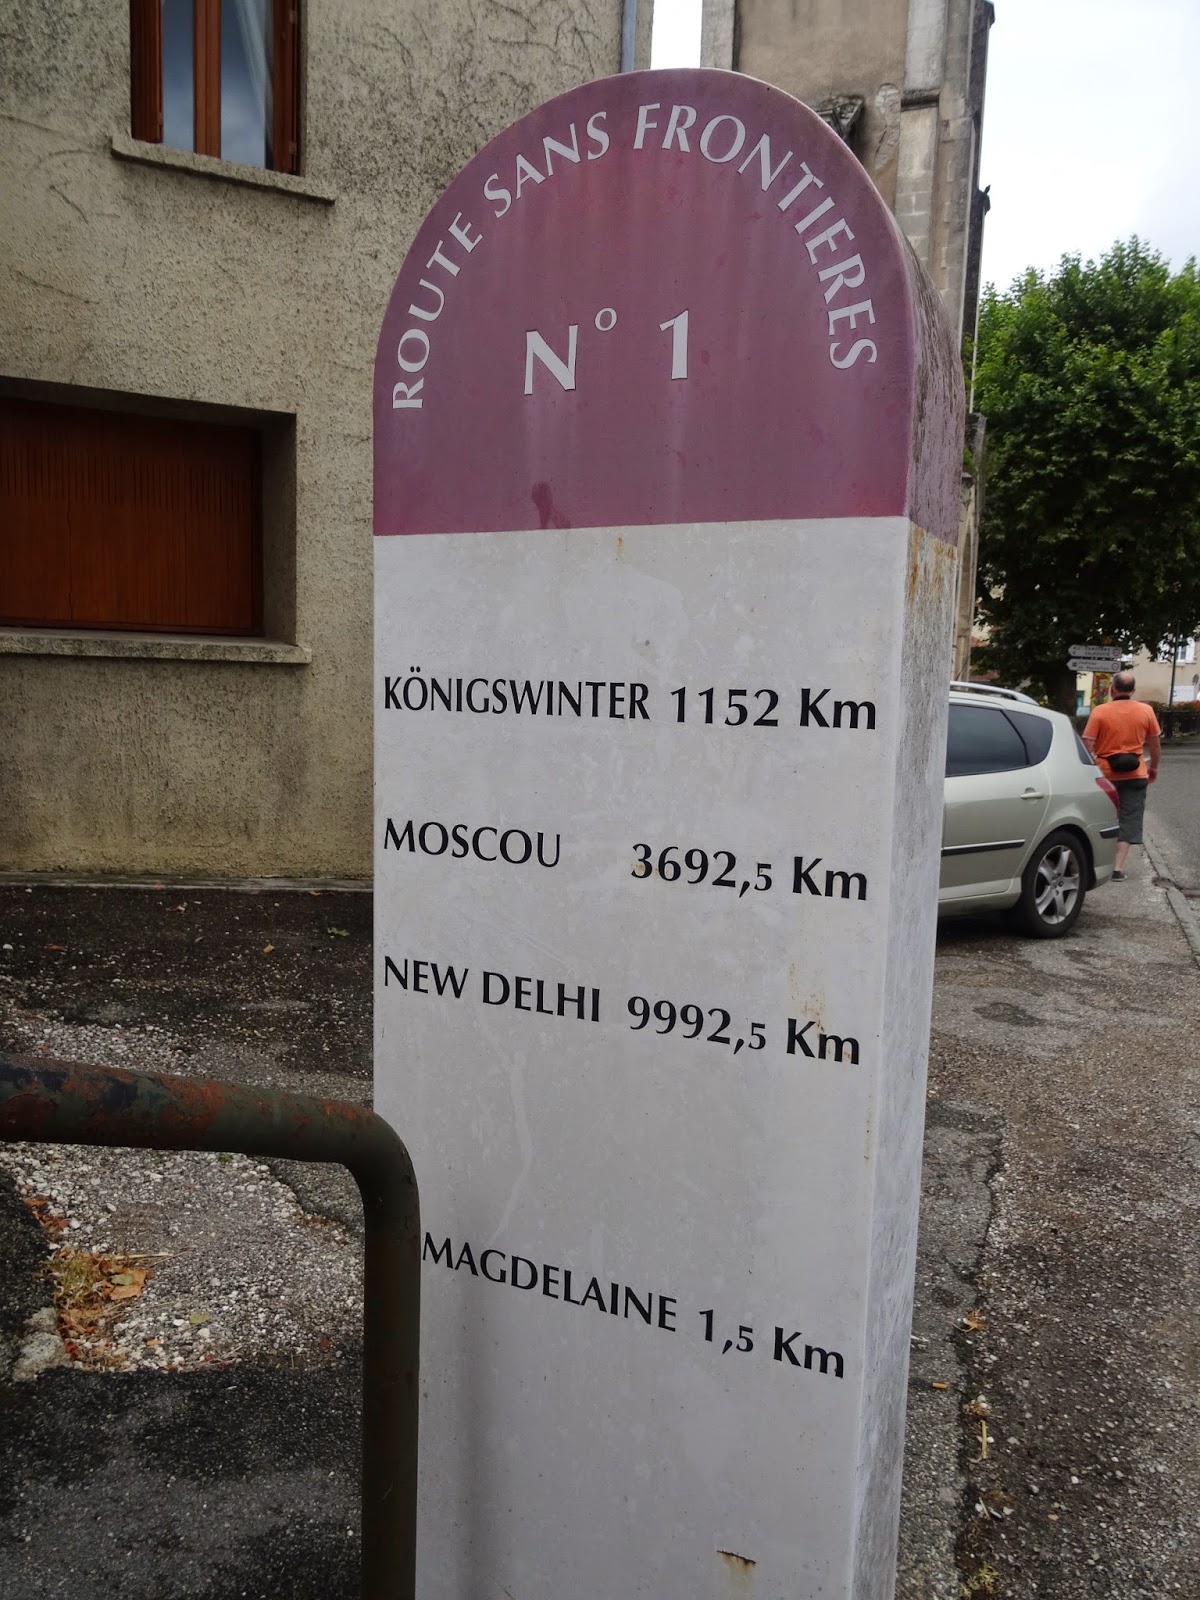 ROUTE SANS FRONTIERES
N° 1
KÖNIGSWINTER 1152 Km
MOSCOU 3692,5 Km
NEW DELHI 9992,5 Km
MAGDELAINE 1,5 Km